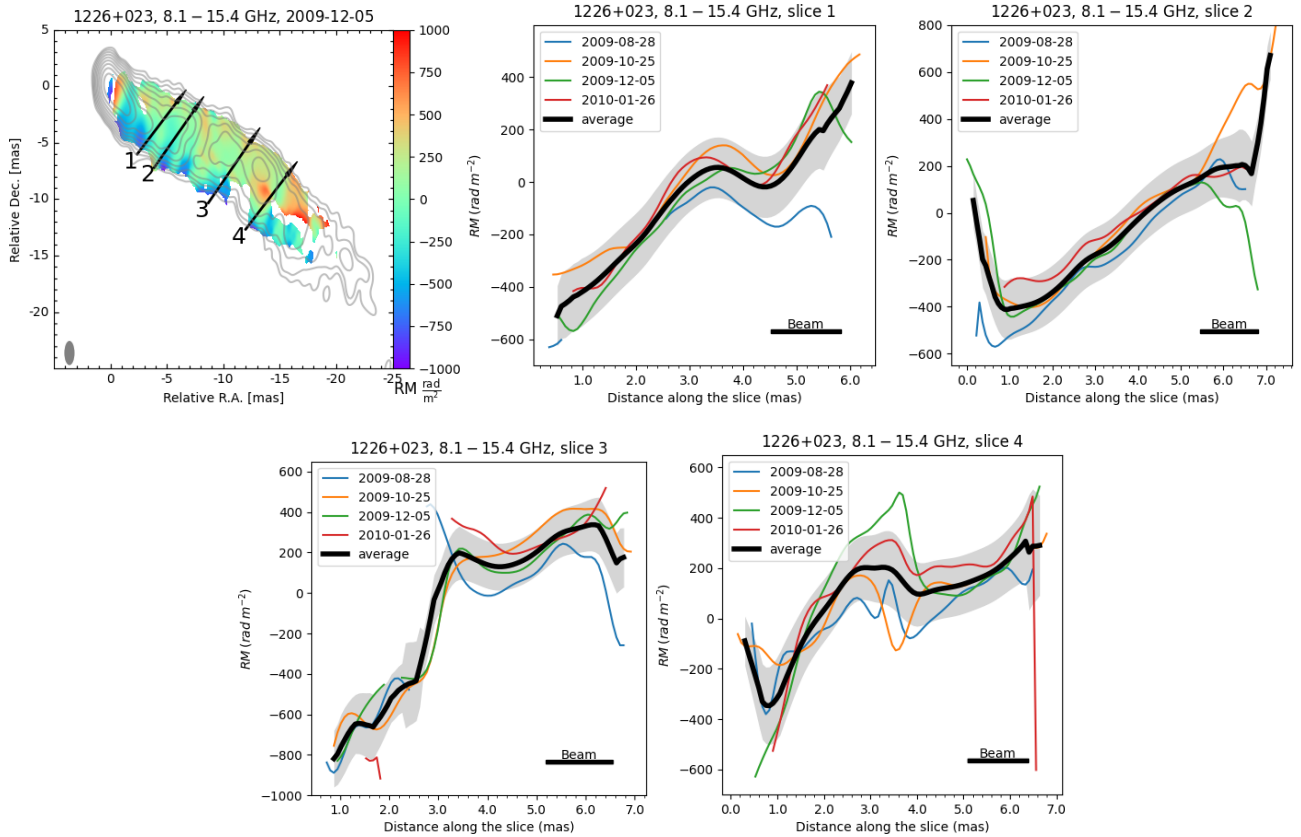 1226+023, 8.1 − 15.4 GHz, 2009-12-05
5
0
-5
-10
-15
-20
Relative Dec. [mas]
0
-5
-10
-15
-20
-25
Relative R.A. [mas]
1
2
3
4
1000
750
500
250
0
−250
−500
−750
−1000
RM rad/m²
1226+023, 8.1 − 15.4 GHz, slice 1
2009-08-28
2009-10-25
2009-12-05
2010-01-26
average
400
200
0
−200
−400
−600
RM (rad m⁻²)
Beam
1.0 2.0 3.0 4.0 5.0 6.0
Distance along the slice (mas)
1226+023, 8.1 − 15.4 GHz, slice 2
2009-08-28
2009-10-25
2009-12-05
2010-01-26
average
800
600
400
200
0
−200
−400
−600
RM (rad m⁻²)
Beam
0.0 1.0 2.0 3.0 4.0 5.0 6.0 7.0
Distance along the slice (mas)
1226+023, 8.1 − 15.4 GHz, slice 3
2009-08-28
2009-10-25
2009-12-05
2010-01-26
average
600
400
200
0
−200
−400
−600
−800
−1000
RM (rad m⁻²)
Beam
1.0 2.0 3.0 4.0 5.0 6.0 7.0
Distance along the slice (mas)
1226+023, 8.1 − 15.4 GHz, slice 4
2009-08-28
2009-10-25
2009-12-05
2010-01-26
average
600
400
200
0
−200
−400
−600
RM (rad m⁻²)
Beam
0.0 1.0 2.0 3.0 4.0 5.0 6.0 7.0
Distance along the slice (mas)